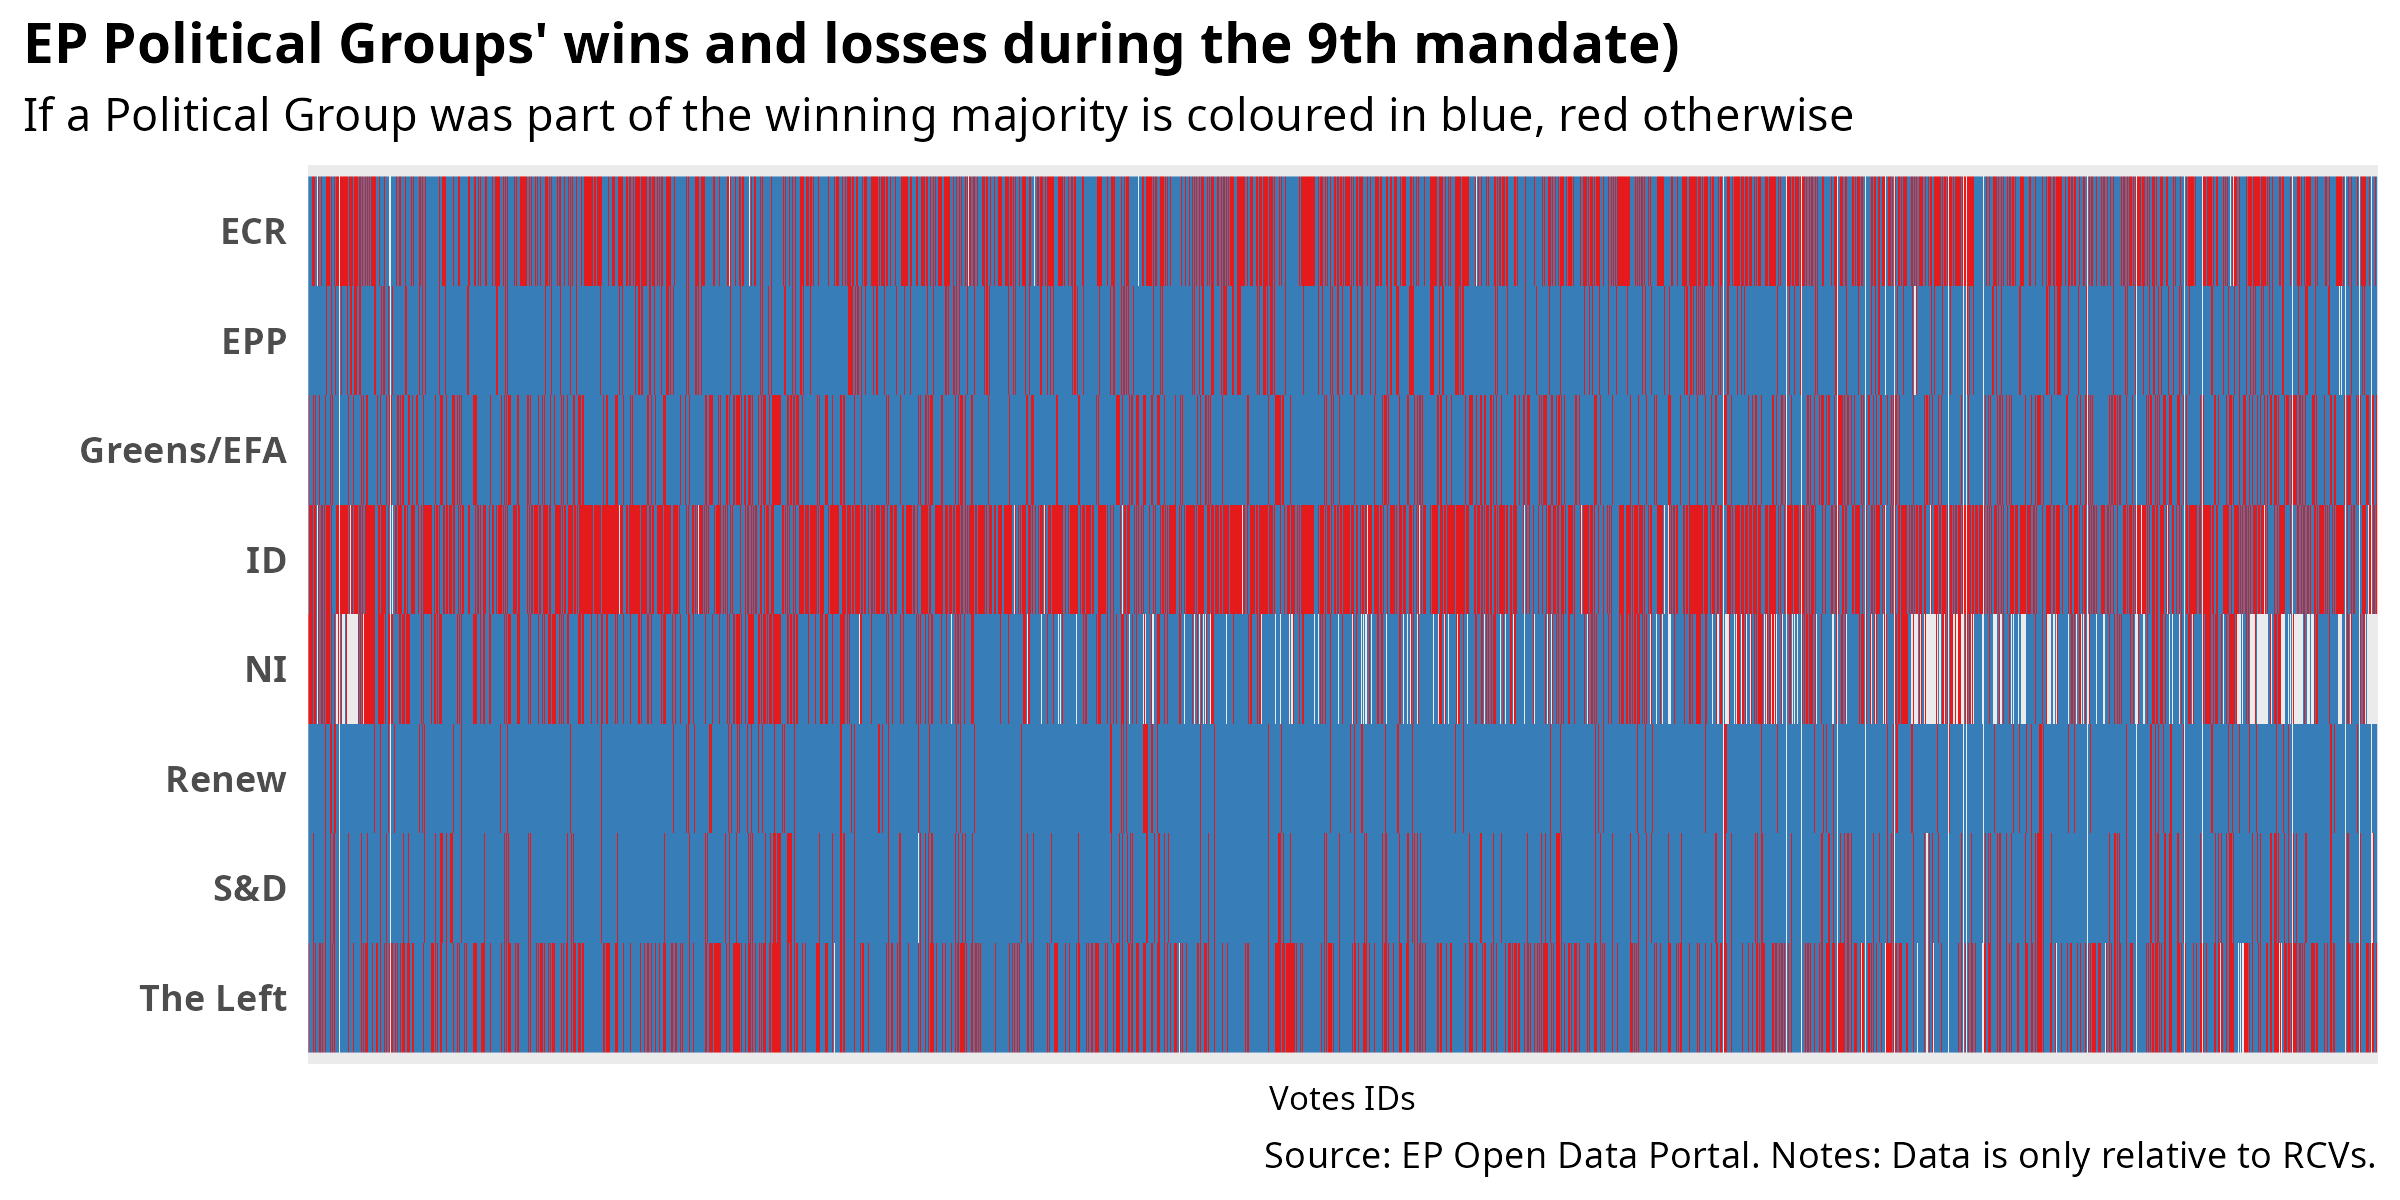 EP Political Groups' wins and losses during the 9th mandate)
If a Political Group was part of the winning majority is coloured in blue, red otherwise
ECR
EPP
Greens/EFA
ID
NI
Renew
S&D
The Left
Votes IDs
Source: EP Open Data Portal. Notes: Data is only relative to RCVs.